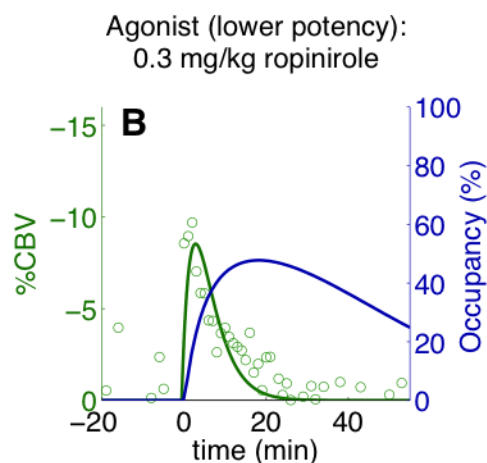 Agonist (lower potency):
0.3 mg/kg ropinirole
B
%CBV
−15
−10
−5
0
100
80
60
40
20
0
Occupancy (%)
−20 0 20 40
time (min)